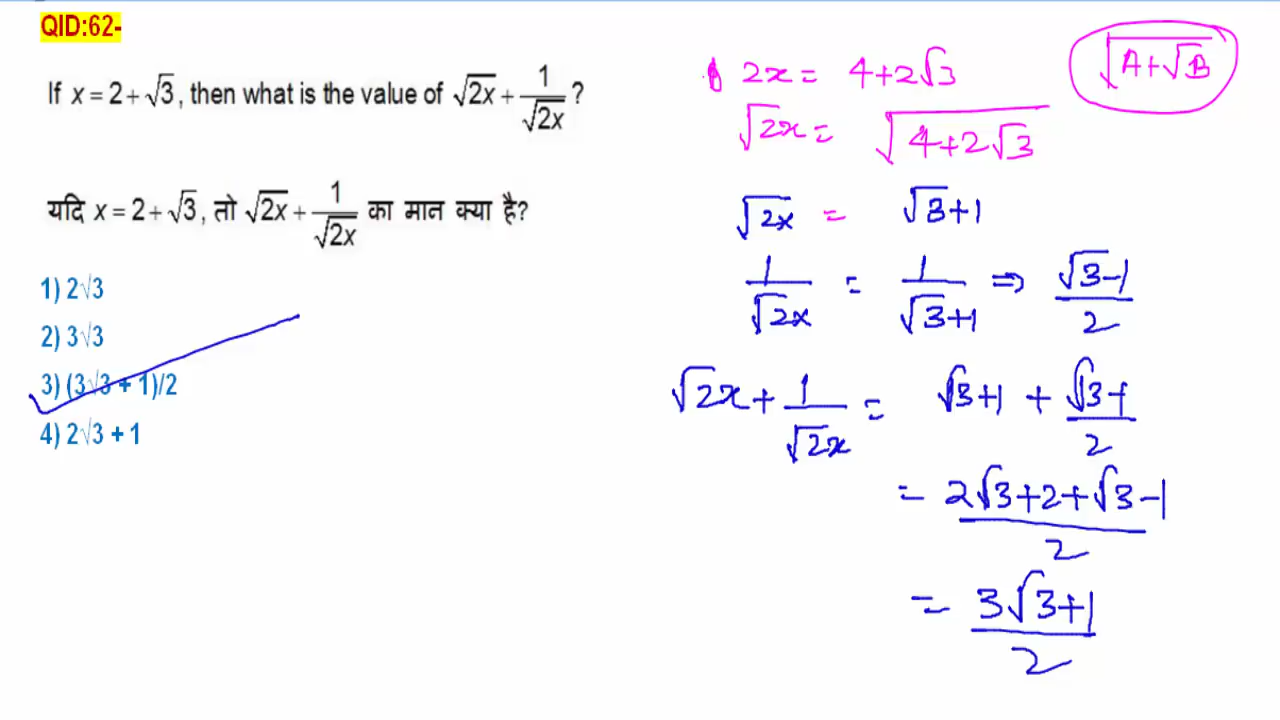 QID:62-
If x = 2 + √3, then what is the value of √2x + 1/√2x ?
यदि x = 2 + √3, तो √2x + 1/√2x का मान क्या है?
1) 2√3
2) 3√3
3) (3√3 + 1)/2
4) 2√3 + 1
2x = 4+2√3
√(A+√B)
√2x = √(4+2√3)
√2x = √3+1
1/√2x = 1/(√3+1) ⇒ (√3-1)/2
√2x + 1/√2x = √3+1 + (√3-1)/2
= (2√3+2+√3-1)/2
= (3√3+1)/2